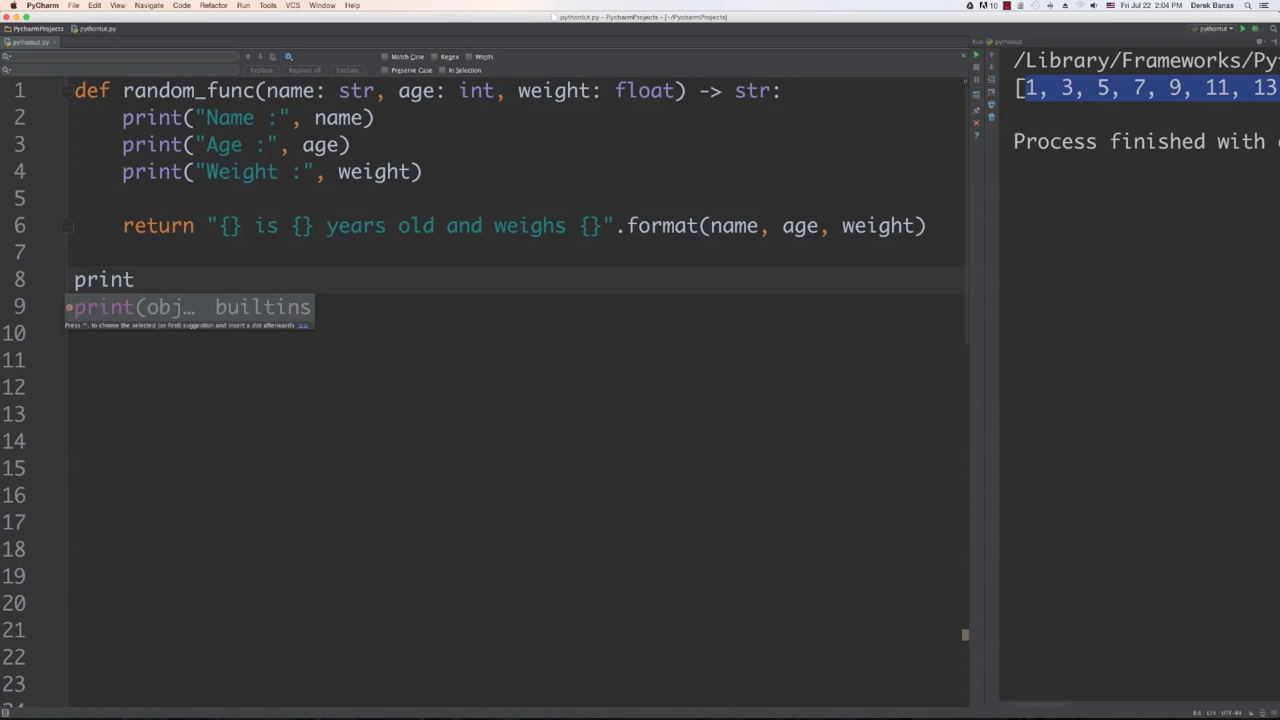 PyCharm File Edit View Navigate Code Refactor Run Tools VCS Window Help
10 Fri Jul 22 2:04 PM Derek Banas
pythontut.py - PycharmProjects - [~/PycharmProjects]
PycharmProjects pythontut.py
pythontut
pythontut.py
Run pythontut
Match Case Regex Words
Replace Replace all Exclude Preserve Case In Selection
1 def random_func(name: str, age: int, weight: float) -> str:
2 print("Name :", name)
3 print("Age :", age)
4 print("Weight :", weight)
5
6 return "{} is {} years old and weighs {}".format(name, age, weight)
7
8 print
9 print(obj… builtins
Press ^. to choose the selected (or first) suggestion and insert a dot afterwards >>
10
11
12
13
14
15
16
17
18
19
20
21
22
23
/Library/Frameworks/Py
[1, 3, 5, 7, 9, 11, 13
Process finished with
8:6 LF UTF-8